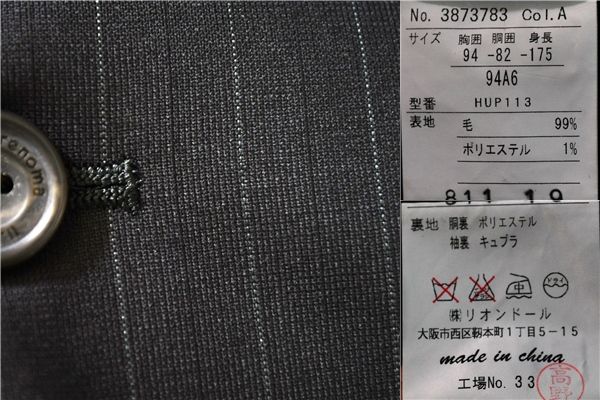 renoma
No. 3873783 Col.A
サイズ 胸囲 胴囲 身長
94 -82 -175
94A6
型番 HUP113
表地 毛 99%
ポリエステル 1%
811 19
裏地 胴裏 ポリエステル
袖裏 キュプラ
㈱リオンドール
大阪市西区靱本町1丁目5-15
made in china
工場No. 33
高野